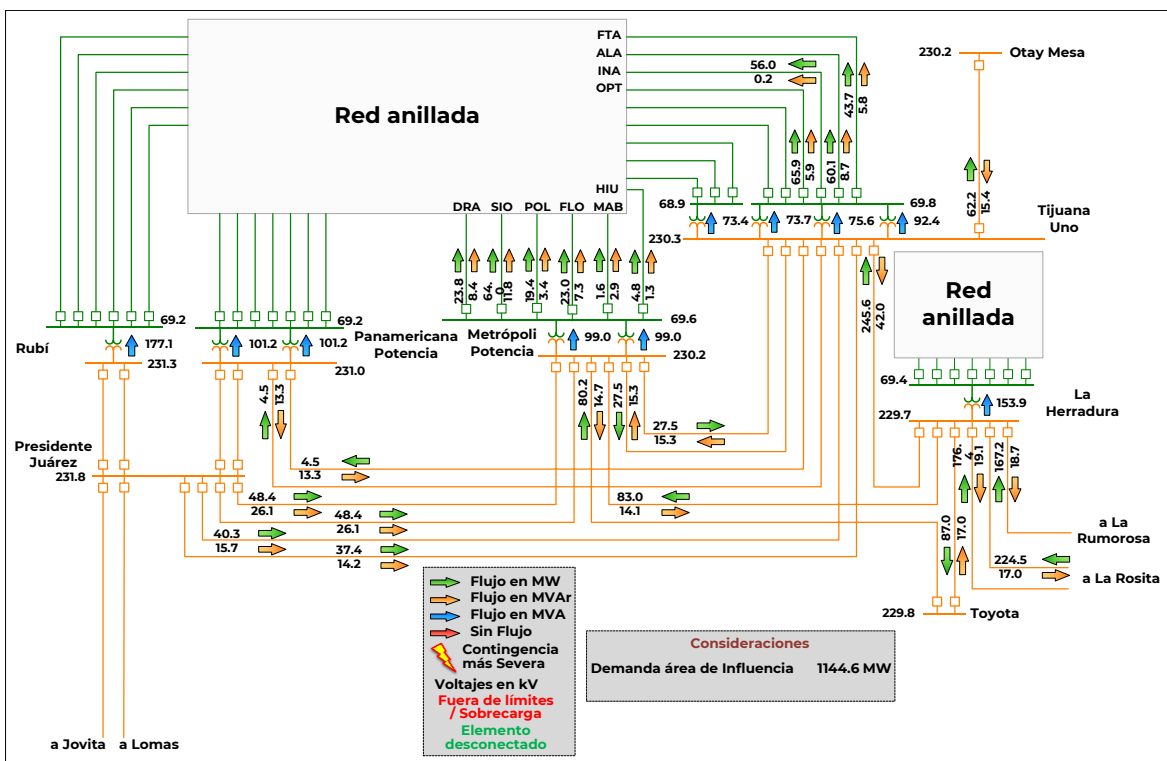 FTA
ALA
INA
OPT
Red anillada
HIU
DRA
SIO
POL
FLO
MAB
56.0
0.2
43.7
5.8
65.9
5.9
60.1
8.7
230.2
Otay Mesa
62.2
15.4
68.9
73.4
73.7
75.6
69.8
92.4
230.3
Tijuana
Uno
23.8
8.4
64.
0
11.8
19.4
3.4
23.0
7.3
1.6
2.9
4.8
1.3
245.6
42.0
Red
anillada
69.2
Rubí
177.1
231.3
69.2
Panamericana
Potencia
101.2
101.2
231.0
Metrópoli
Potencia
69.6
99.0
99.0
230.2
69.4
La
Herradura
153.9
229.7
4.5
13.3
80.2
14.7
27.5
15.3
27.5
15.3
176.
4
19.1
167.2
18.7
Presidente
Juárez
231.8
4.5
13.3
48.4
26.1
48.4
26.1
83.0
14.1
87.0
17.0
40.3
15.7
37.4
14.2
a La
Rumorosa
224.5
17.0
a La Rosita
229.8
Toyota
Flujo en MW
Flujo en MVAr
Flujo en MVA
Sin Flujo
Contingencia
más Severa
Voltajes en kV
Fuera de límites
/ Sobrecarga
Elemento
desconectado
Consideraciones
Demanda área de Influencia 1144.6 MW
a Jovita
a Lomas